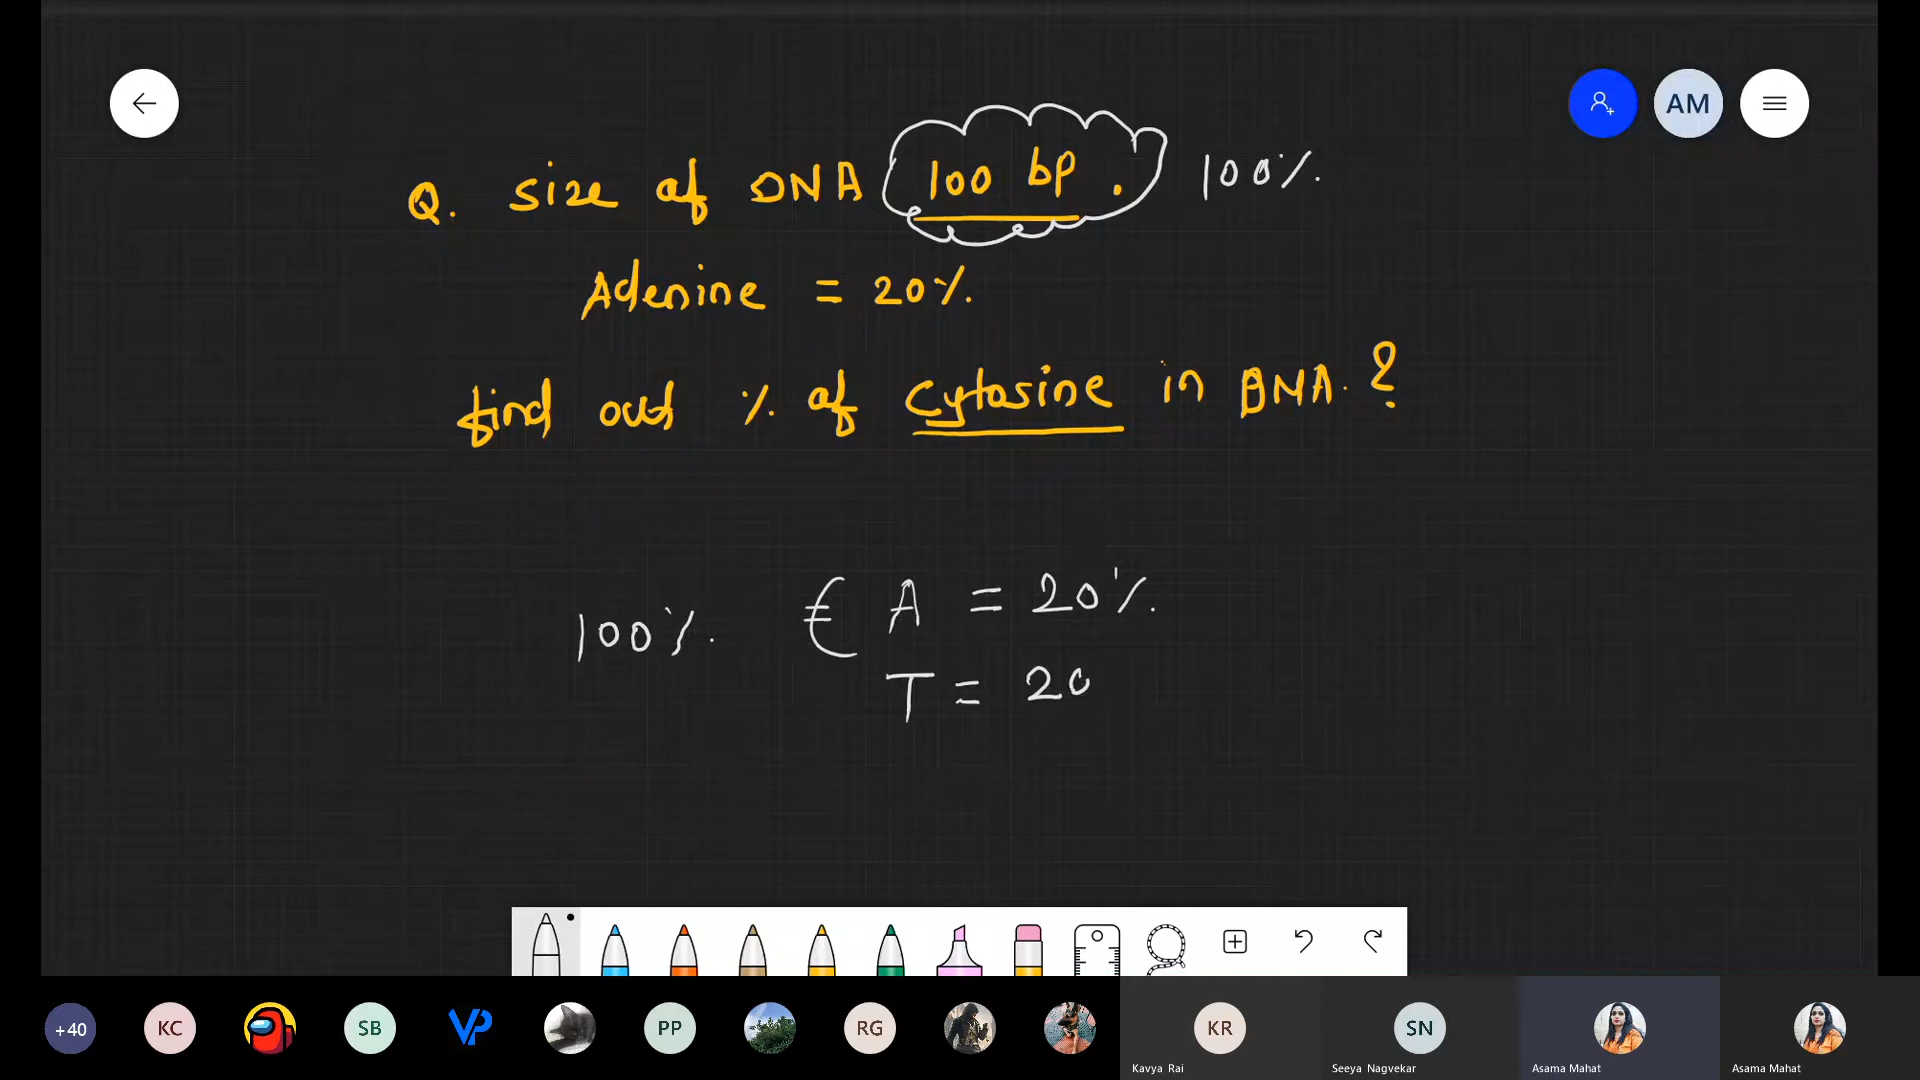 AM
Q. size of DNA 100 bp. 100%.
Adenine = 20%.
find out % of Cytosine in DNA. ?
100%. € A = 20%.
T = 20
+40 KC SB VP PP RG KR SN
Kavya Rai Seeya Nagvekar Asama Mahat Asama Mahat